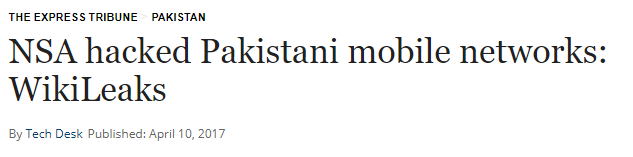 THE EXPRESS TRIBUNE PAKISTAN
NSA hacked Pakistani mobile networks:
WikiLeaks
By Tech Desk Published: April 10, 2017